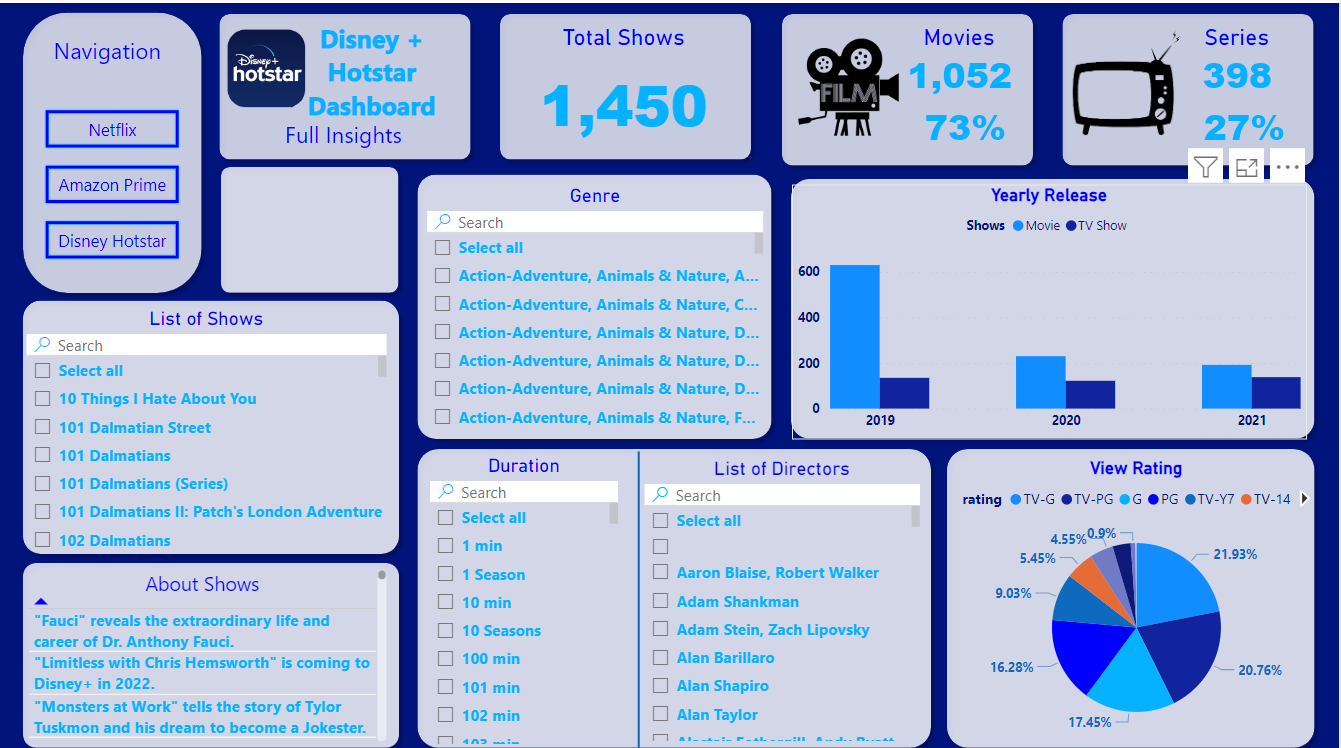 Navigation
Netflix
Amazon Prime
Disney Hotstar
Disney+
hotstar
Disney +
Hotstar
Dashboard
Full Insights
Total Shows
1,450
FILM
Movies
1,052
73%
Series
398
27%
List of Shows
Search
Select all
10 Things I Hate About You
101 Dalmatian Street
101 Dalmatians
101 Dalmatians (Series)
101 Dalmatians II: Patch's London Adventure
102 Dalmatians
Genre
Search
Select all
Action-Adventure, Animals & Nature, A...
Action-Adventure, Animals & Nature, C...
Action-Adventure, Animals & Nature, D...
Action-Adventure, Animals & Nature, D...
Action-Adventure, Animals & Nature, D...
Action-Adventure, Animals & Nature, F...
Yearly Release
Shows Movie TV Show
600
400
200
0
2019 2020 2021
About Shows
"Fauci" reveals the extraordinary life and
career of Dr. Anthony Fauci.
"Limitless with Chris Hemsworth" is coming to
Disney+ in 2022.
"Monsters at Work" tells the story of Tylor
Tuskmon and his dream to become a Jokester.
Duration
Search
Select all
1 min
1 Season
10 min
10 Seasons
100 min
101 min
102 min
103 min
List of Directors
Search
Select all
Aaron Blaise, Robert Walker
Adam Shankman
Adam Stein, Zach Lipovsky
Alan Barillaro
Alan Shapiro
Alan Taylor
Alastair Fothergill, Andy
View Rating
rating TV-G TV-PG G PG TV-Y7 TV-14
0.9%
4.55%
5.45%
9.03%
16.28%
17.45%
20.76%
21.93%